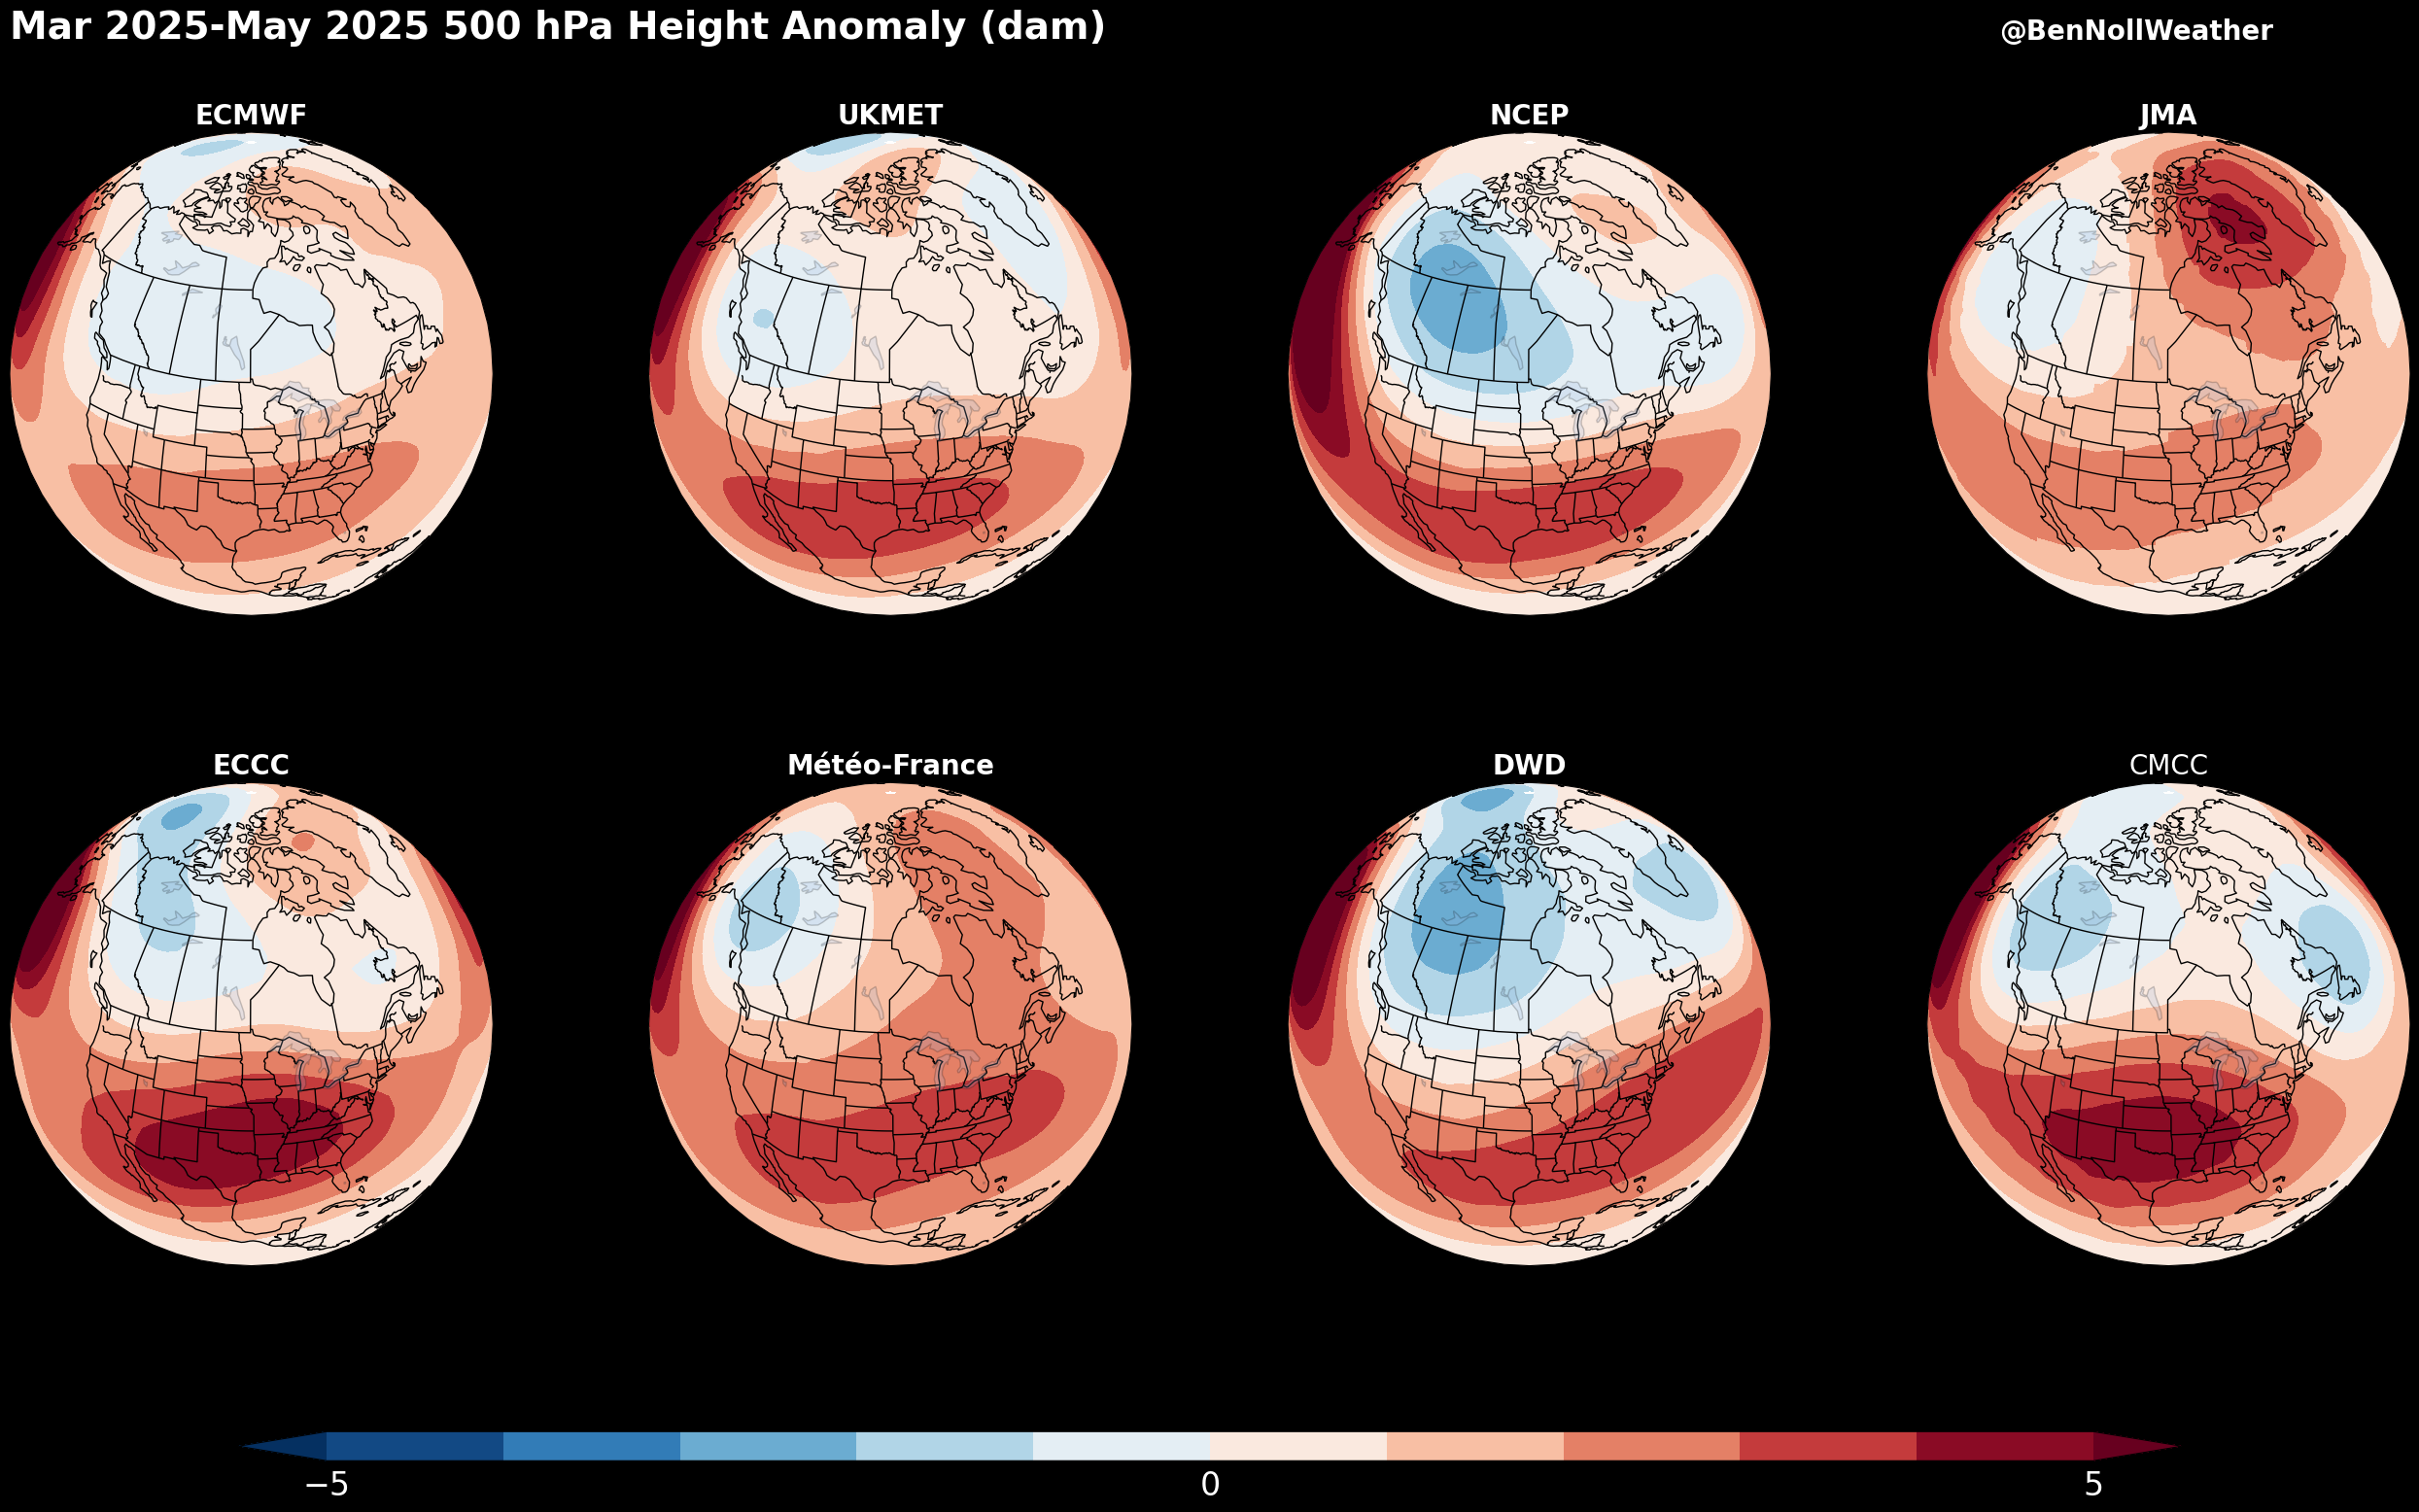 Mar 2025-May 2025 500 hPa Height Anomaly (dam)
@BenNollWeather
ECMWF
UKMET
NCEP
JMA
ECCC
Météo-France
DWD
CMCC
−5
0
5